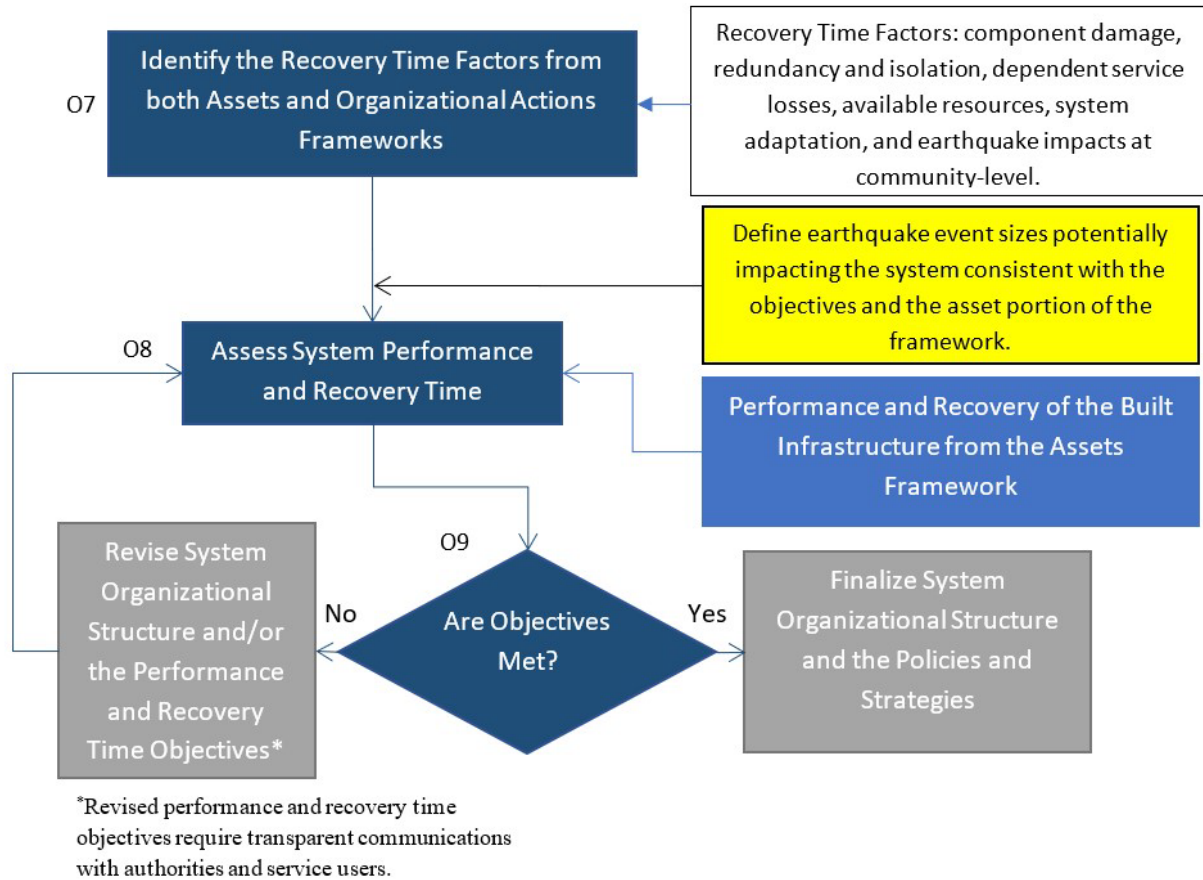 Identify the Recovery Time Factors from
both Assets and Organizational Actions
Frameworks
O7
Recovery Time Factors: component damage,
redundancy and isolation, dependent service
losses, available resources, system
adaptation, and earthquake impacts at
community-level.
Define earthquake event sizes potentially
impacting the system consistent with the
objectives and the asset portion of the
framework.
O8
Assess System Performance
and Recovery Time
Performance and Recovery of the Built
Infrastructure from the Assets
Framework
O9
Are Objectives
Met?
No
Yes
Revise System
Organizational
Structure and/or
the Performance
and Recovery
Time Objectives*
Finalize System
Organizational Structure
and the Policies and
Strategies
*Revised performance and recovery time
objectives require transparent communications
with authorities and service users.